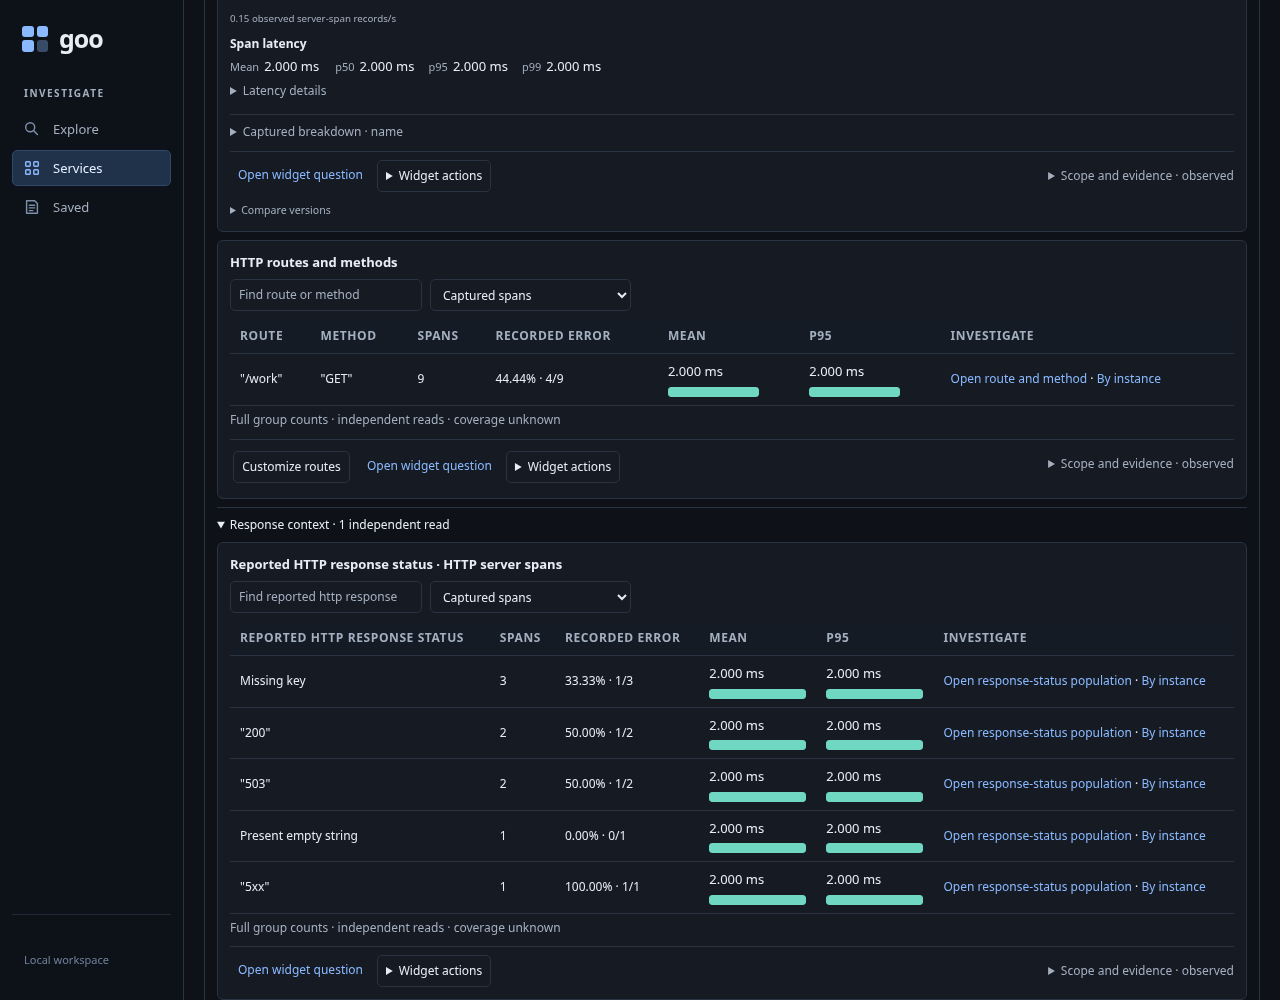 goo
INVESTIGATE
Explore
Services
Saved
Local workspace
0.15 observed server-span records/s
Span latency
Mean 2.000 ms p50 2.000 ms p95 2.000 ms p99 2.000 ms
Latency details
Captured breakdown · name
Open widget question Widget actions Scope and evidence · observed
Compare versions
HTTP routes and methods
Find route or method Captured spans
ROUTE METHOD SPANS RECORDED ERROR MEAN P95 INVESTIGATE
"/work" "GET" 9 44.44% · 4/9 2.000 ms 2.000 ms Open route and method · By instance
Full group counts · independent reads · coverage unknown
Customize routes Open widget question Widget actions Scope and evidence · observed
Response context · 1 independent read
Reported HTTP response status · HTTP server spans
Find reported http response Captured spans
REPORTED HTTP RESPONSE STATUS SPANS RECORDED ERROR MEAN P95 INVESTIGATE
Missing key 3 33.33% · 1/3 2.000 ms 2.000 ms Open response-status population · By instance
"200" 2 50.00% · 1/2 2.000 ms 2.000 ms Open response-status population · By instance
"503" 2 50.00% · 1/2 2.000 ms 2.000 ms Open response-status population · By instance
Present empty string 1 0.00% · 0/1 2.000 ms 2.000 ms Open response-status population · By instance
"5xx" 1 100.00% · 1/1 2.000 ms 2.000 ms Open response-status population · By instance
Full group counts · independent reads · coverage unknown
Open widget question Widget actions Scope and evidence · observed